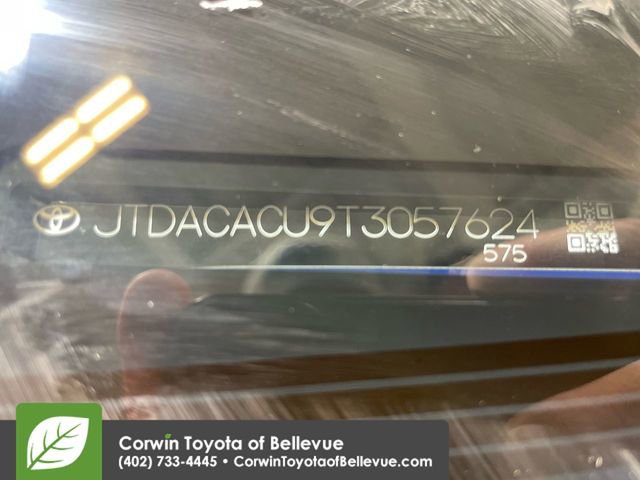 JTDACACU9T3057624
575
Corwin Toyota of Bellevue
(402) 733-4445 • CorwinToyotaofBellevue.com